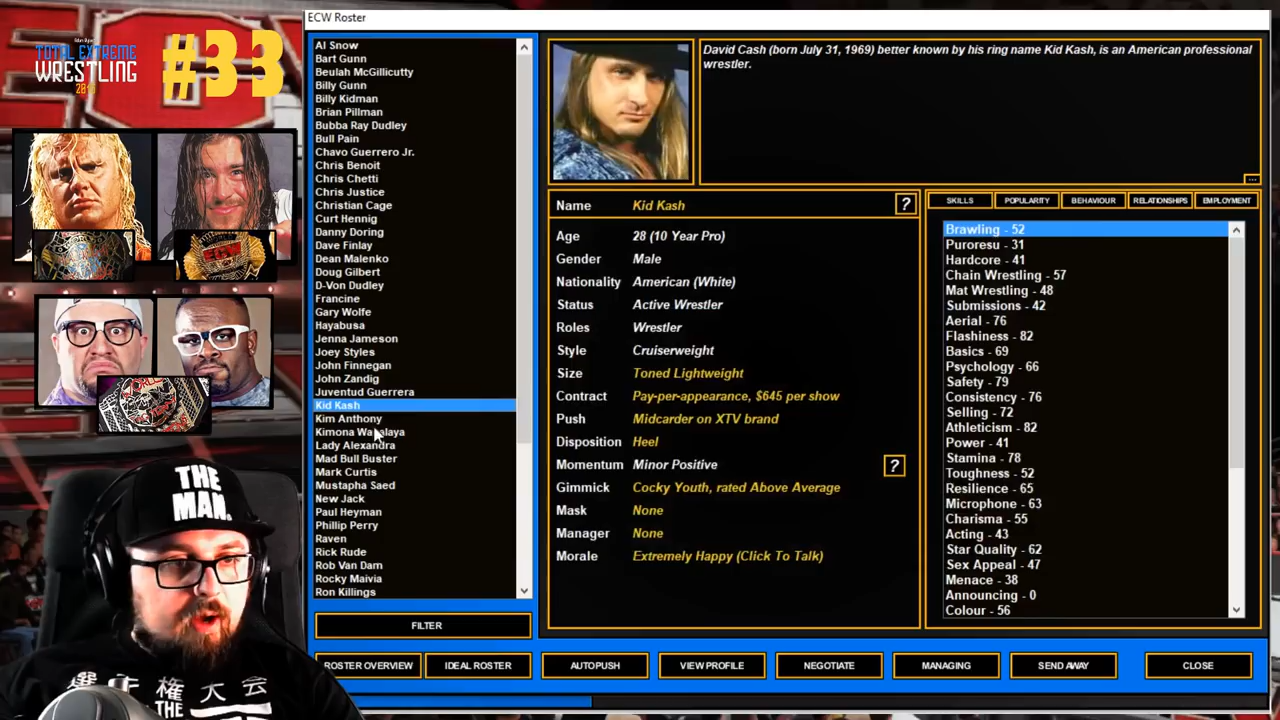 ECW Roster
TOTAL EXTREME
WRESTLING
#33
Al Snow
Bart Gunn
Beulah McGillicutty
Billy Gunn
Billy Kidman
Brian Pillman
Bubba Ray Dudley
Bull Pain
Chavo Guerrero Jr.
Chris Benoit
Chris Chetti
Chris Justice
Christian Cage
Curt Hennig
Danny Doring
Dave Finlay
Dean Malenko
Doug Gilbert
D-Von Dudley
Francine
Gary Wolfe
Hayabusa
Jenna Jameson
Joey Styles
John Finnegan
John Zandig
Juventud Guerrera
Kid Kash
Kim Anthony
Kimona
Lady Alexandra
Mad Bull Buster
Mark Curtis
Mustapha Saed
New Jack
Paul Heyman
Phillip Perry
Raven
Rick Rude
Rob Van Dam
Rocky Maivia
Ron Killings
FILTER
David Cash (born July 31, 1969) better known by his ring name Kid Kash, is an American professional
wrestler.
...
Name Kid Kash ?
Age 28 (10 Year Pro)
Gender Male
Nationality American (White)
Status Active Wrestler
Roles Wrestler
Style Cruiserweight
Size Toned Lightweight
Contract Pay-per-appearance, $645 per show
Push Midcarder on XTV brand
Disposition Heel
Momentum Minor Positive ?
Gimmick Cocky Youth, rated Above Average
Mask None
Manager None
Morale Extremely Happy (Click To Talk)
SKILLS POPULARITY BEHAVIOUR RELATIONSHIPS EMPLOYMENT
Brawling - 52
Puroresu - 31
Hardcore - 41
Chain Wrestling - 57
Mat Wrestling - 48
Submissions - 42
Aerial - 76
Flashiness - 82
Basics - 69
Psychology - 66
Safety - 79
Consistency - 76
Selling - 72
Athleticism - 82
Power - 41
Stamina - 78
Toughness - 52
Resilience - 65
Microphone - 63
Charisma - 55
Acting - 43
Star Quality - 62
Sex Appeal - 47
Menace - 38
Announcing - 0
Colour - 56
ROSTER OVERVIEW IDEAL ROSTER AUTOPUSH VIEW PROFILE NEGOTIATE MANAGING SEND AWAY CLOSE
THE
MAN.
選手権大会
THE